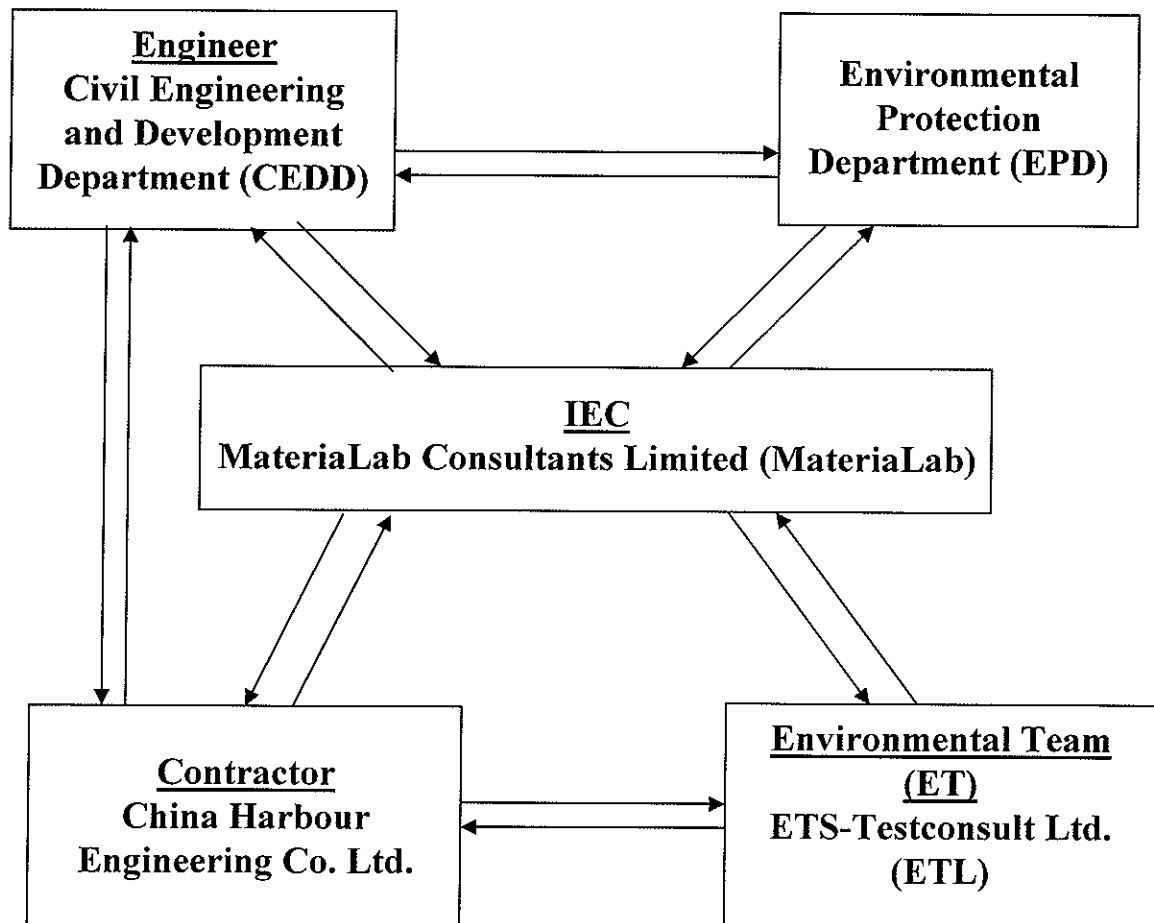 Engineer
Civil Engineering
and Development
Department (CEDD)
Environmental
Protection
Department (EPD)
IEC
MateriaLab Consultants Limited (MateriaLab)
Contractor
China Harbour
Engineering Co. Ltd.
Environmental Team
(ET)
ETS-Testconsult Ltd.
(ETL)